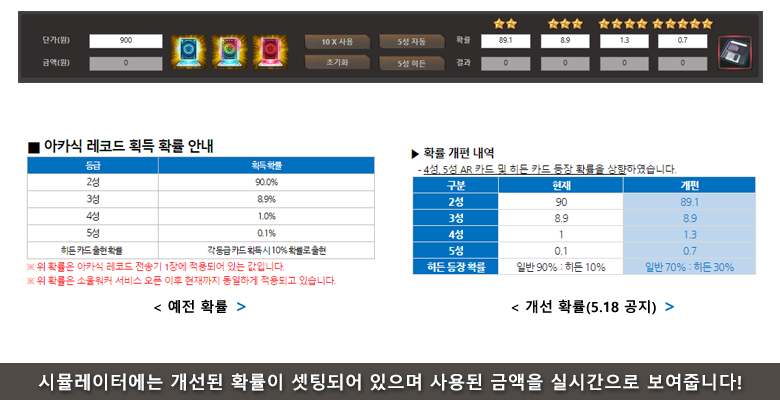 단가(원) 900 10 X 사용 5성 자동 확률 89.1 8.9 1.3 0.7
금액(원) 0 초기화 5성 히든 결과 0 0 0 0
■ 아카식 레코드 획득 확률 안내
등급 획득확률
2성 90.0%
3성 8.9%
4성 1.0%
5성 0.1%
히든 카드 출현 확률 각 등급 카드 획득 시 10% 확률로 출현
※ 위 확률은 아카식 레코드 전송기 1장에 적용되어 있는 값입니다.
※ 위 확률은 소울워커 서비스 오픈 이후 현재까지 동일하게 적용되고 있습니다.
< 예전 확률 >
▶ 확률 개편 내역
- 4성, 5성 AR 카드 및 히든 카드 등장 확률을 상향하였습니다.
구분 현재 개편
2성 90 89.1
3성 8.9 8.9
4성 1 1.3
5성 0.1 0.7
히든 등장 확률 일반 90% : 히든 10% 일반 70% : 히든 30%
< 개선 확률(5.18 공지) >
시뮬레이터에는 개선된 확률이 셋팅되어 있으며 사용된 금액을 실시간으로 보여줍니다!